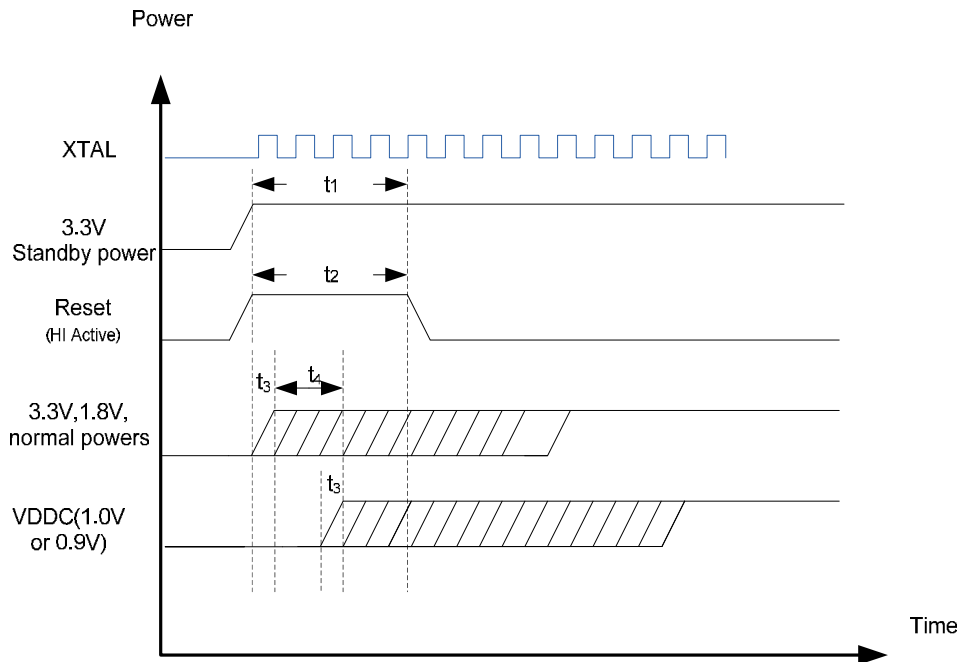 Power
XTAL
t1
3.3V
Standby power
t2
Reset
(HI Active)
t3
t4
3.3V,1.8V,
normal powers
t3
VDDC(1.0V
or 0.9V)
Time